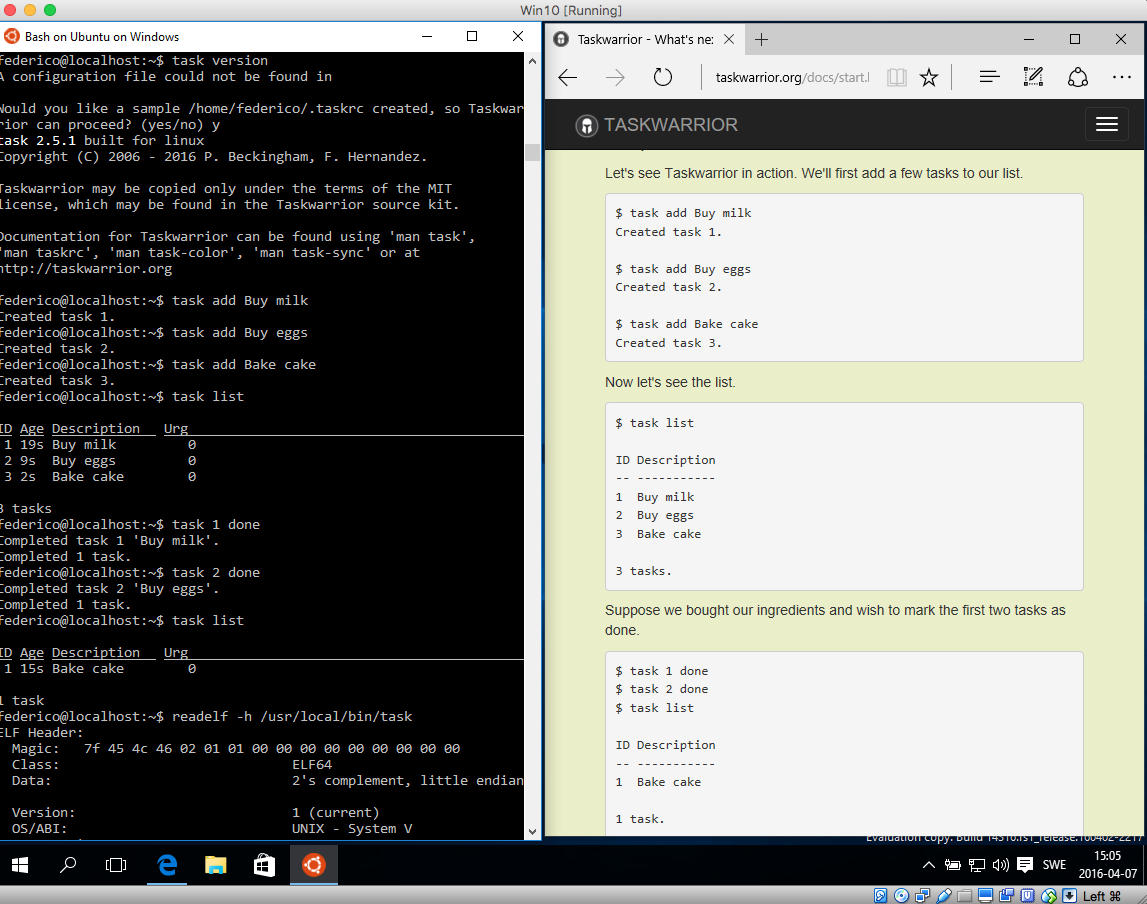 Win10 [Running]
Bash on Ubuntu on Windows
federico@localhost:~$ task version
A configuration file could not be found in
Would you like a sample /home/federico/.taskrc created, so Taskwar
rior can proceed? (yes/no) y
task 2.5.1 built for linux
Copyright (C) 2006 - 2016 P. Beckingham, F. Hernandez.
Taskwarrior may be copied only under the terms of the MIT
license, which may be found in the Taskwarrior source kit.
Documentation for Taskwarrior can be found using 'man task',
'man taskrc', 'man task-color', 'man task-sync' or at
http://taskwarrior.org
federico@localhost:~$ task add Buy milk
Created task 1.
federico@localhost:~$ task add Buy eggs
Created task 2.
federico@localhost:~$ task add Bake cake
Created task 3.
federico@localhost:~$ task list
ID Age Description Urg
1 19s Buy milk 0
2 9s Buy eggs 0
3 2s Bake cake 0
3 tasks
federico@localhost:~$ task 1 done
Completed task 1 'Buy milk'.
Completed 1 task.
federico@localhost:~$ task 2 done
Completed task 2 'Buy eggs'.
Completed 1 task.
federico@localhost:~$ task list
ID Age Description Urg
1 15s Bake cake 0
1 task
federico@localhost:~$ readelf -h /usr/local/bin/task
ELF Header:
Magic: 7f 45 4c 46 02 01 01 00 00 00 00 00 00 00 00 00
Class: ELF64
Data: 2's complement, little endian
Version: 1 (current)
OS/ABI: UNIX - System V
Taskwarrior - What's ne:
taskwarrior.org/docs/start.l
TASKWARRIOR
Let's see Taskwarrior in action. We'll first add a few tasks to our list.
$ task add Buy milk
Created task 1.
$ task add Buy eggs
Created task 2.
$ task add Bake cake
Created task 3.
Now let's see the list.
$ task list
ID Description
-- -----------
1 Buy milk
2 Buy eggs
3 Bake cake
3 tasks.
Suppose we bought our ingredients and wish to mark the first two tasks as
done.
$ task 1 done
$ task 2 done
$ task list
ID Description
-- -----------
1 Bake cake
1 task.
Evaluation copy. Build 14316.rs1_release.160402-2217
SWE
15:05
2016-04-07
Left ⌘